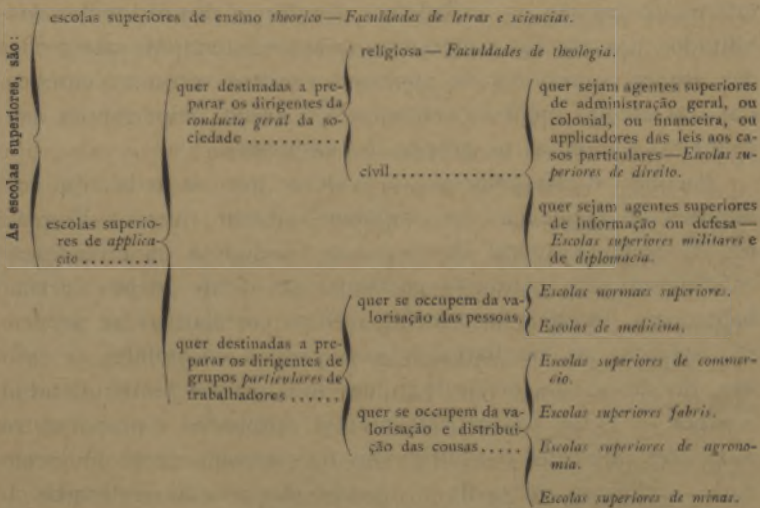 As escolas superiores, são:
escolas superiores de ensino theorico — Faculdades de letras e sciencias.
escolas superio-
res de applica-
ção .........
quer destinadas a pre-
parar os dirigentes da
conducta geral da so-
ciedade ...........
religiosa — Faculdades de theologia.
civil...............
quer sejam agentes superiores
de administração geral, ou
colonial, ou financeira, ou
applicadores das leis aos ca-
sos particulares — Escolas su-
periores de direito.
quer sejam agentes superiores
de informação ou defesa —
Escolas superiores militares e
de diplomacia.
quer destinadas a pre-
parar os dirigentes de
grupos particulares de
trabalhadores ......
quer se occupem da va-
lorisação das pessoas.
Escolas normaes superiores.
Escolas de medicina.
quer se occupem da va-
lorisação e distribui-
ção das cousas.....
Escolas superiores de commer-
cio.
Escolas superiores fabris.
Escolas superiores de agrono-
mia.
Escolas superiores de minas.